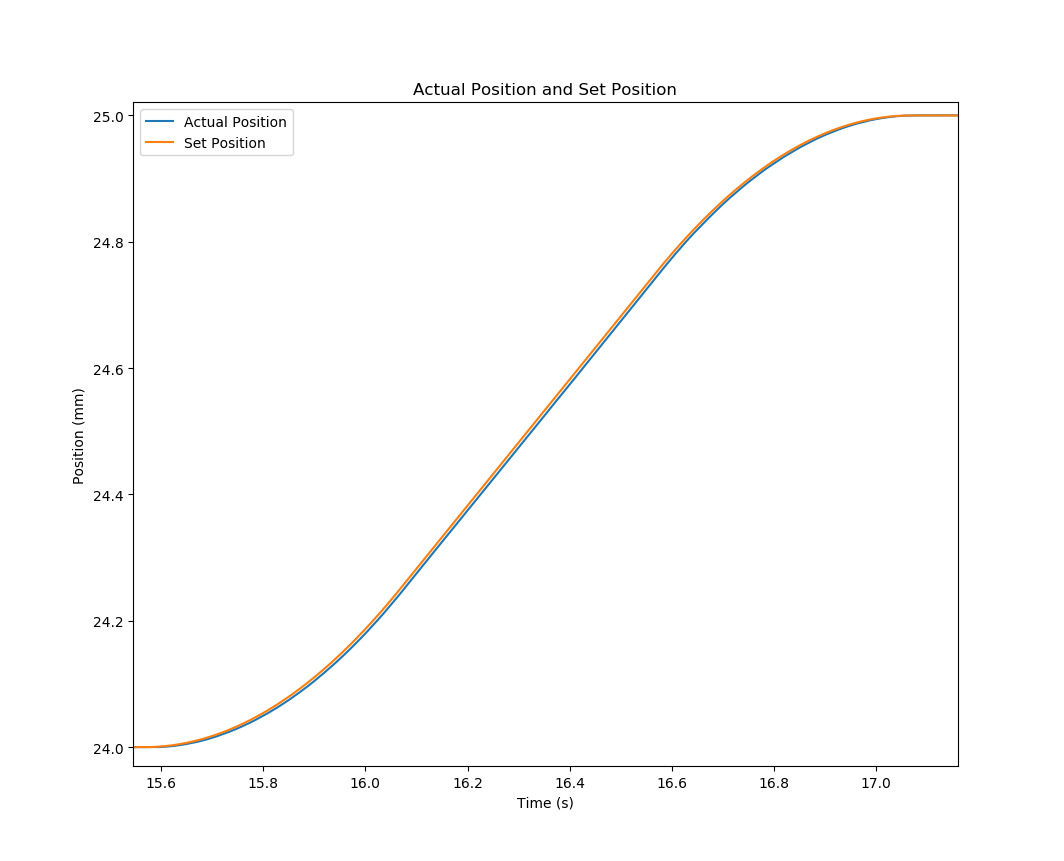 Actual Position and Set Position
Actual Position
Set Position
25.0
24.8
24.6
24.4
24.2
24.0
Position (mm)
15.6 15.8 16.0 16.2 16.4 16.6 16.8 17.0
Time (s)